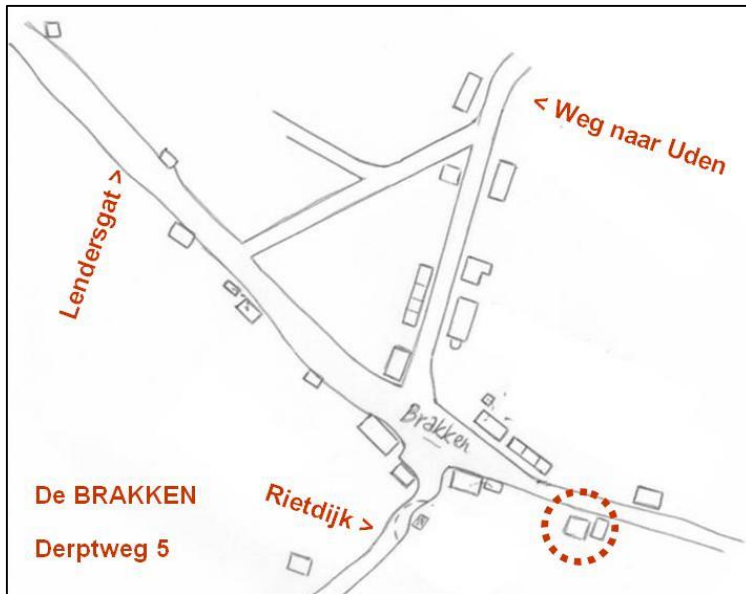 < Weg naar Uden
Lendersgat >
Brakken
De BRAKKEN
Rietdijk >
Derptweg 5